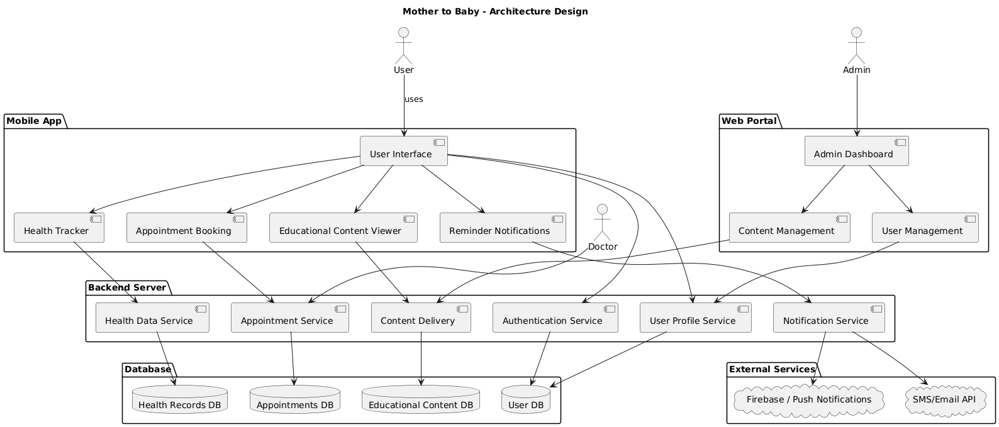 Mother to Baby - Architecture Design
User
Admin
uses
Mobile App
Web Portal
User Interface
Admin Dashboard
Health Tracker
Appointment Booking
Educational Content Viewer
Reminder Notifications
Doctor
Content Management
User Management
Backend Server
Health Data Service
Appointment Service
Content Delivery
Authentication Service
User Profile Service
Notification Service
Database
External Services
Health Records DB
Appointments DB
Educational Content DB
User DB
Firebase / Push Notifications
SMS/Email API